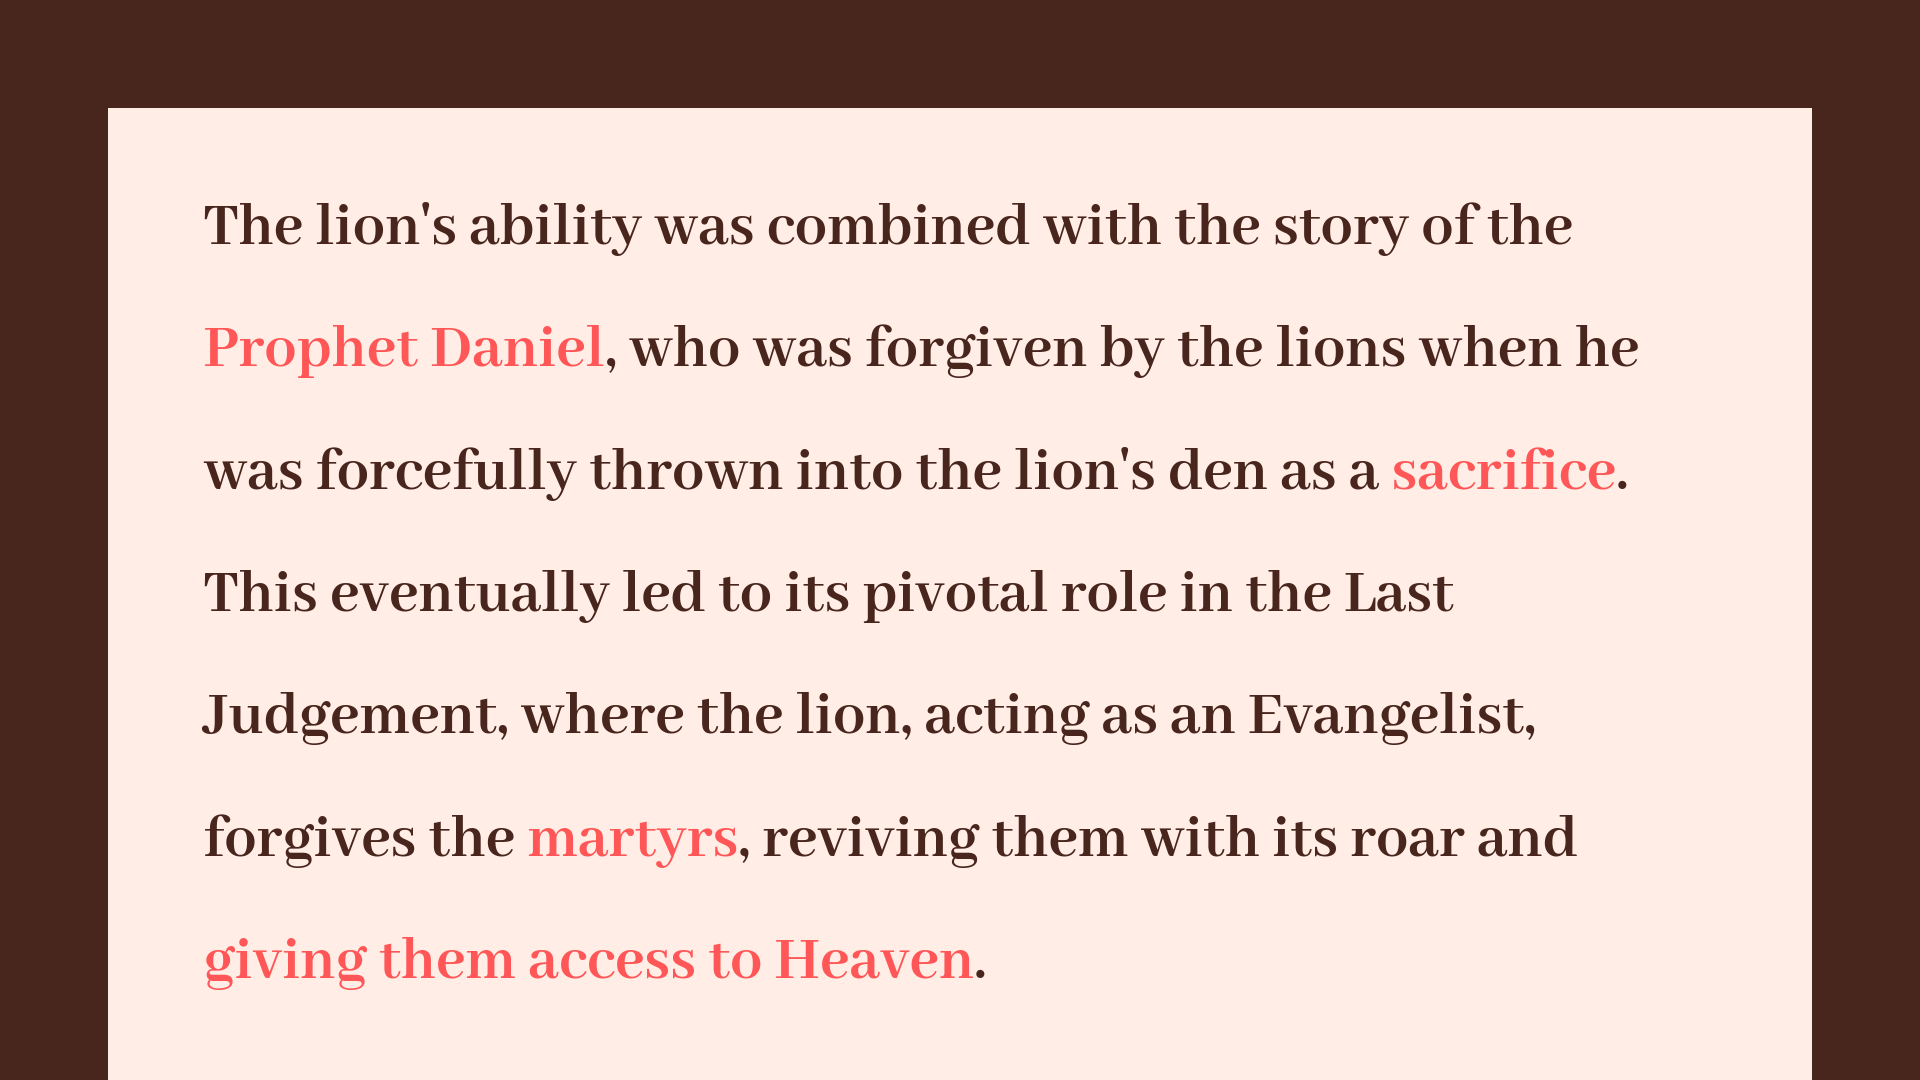 The lion's ability was combined with the story of the
Prophet Daniel, who was forgiven by the lions when he
was forcefully thrown into the lion's den as a sacrifice.
This eventually led to its pivotal role in the Last
Judgement, where the lion, acting as an Evangelist,
forgives the martyrs, reviving them with its roar and
giving them access to Heaven.